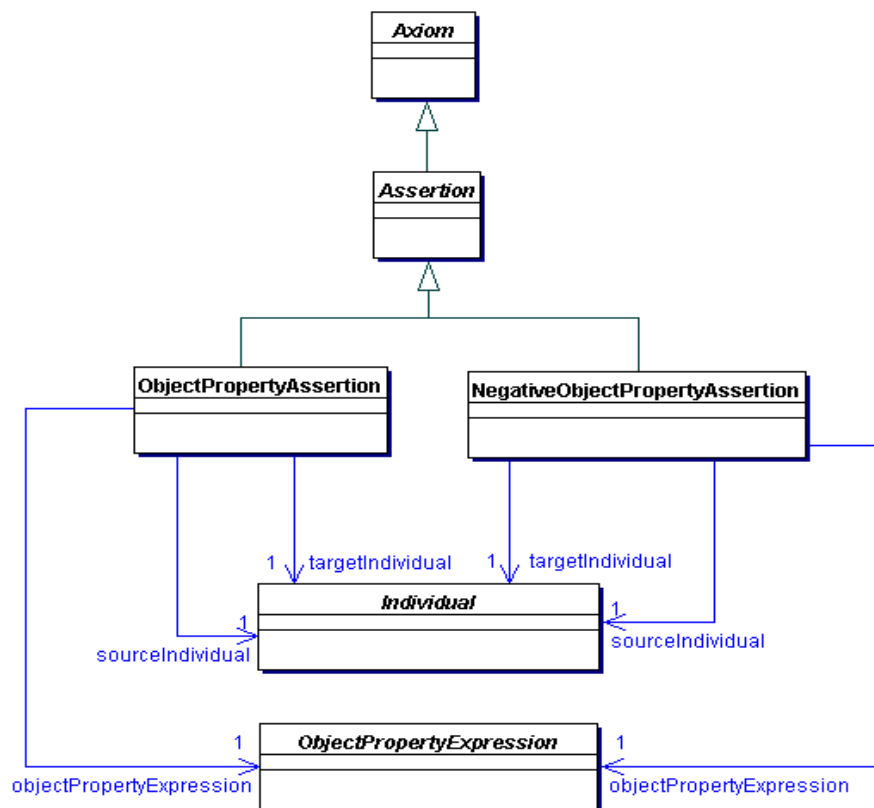 Axiom
Assertion
ObjectPropertyAssertion
NegativeObjectPropertyAssertion
1 targetIndividual
1 targetIndividual
Individual
1
sourceIndividual
1
sourceIndividual
ObjectPropertyExpression
1
objectPropertyExpression
1
objectPropertyExpression